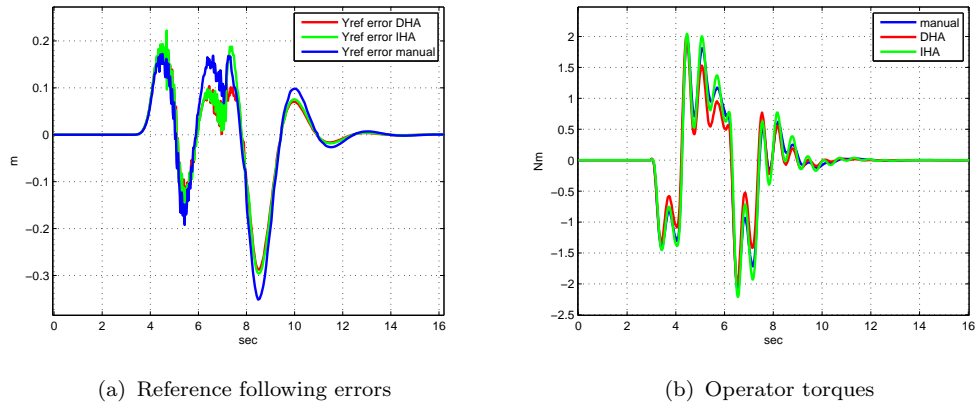 Yref error DHA
Yref error IHA
Yref error manual
0.2
0.1
0
−0.1
−0.2
−0.3
m
0 2 4 6 8 10 12 14 16
sec
(a) Reference following errors
manual
DHA
IHA
2
1.5
1
0.5
0
−0.5
−1
−1.5
−2
−2.5
Nm
0 2 4 6 8 10 12 14 16
sec
(b) Operator torques